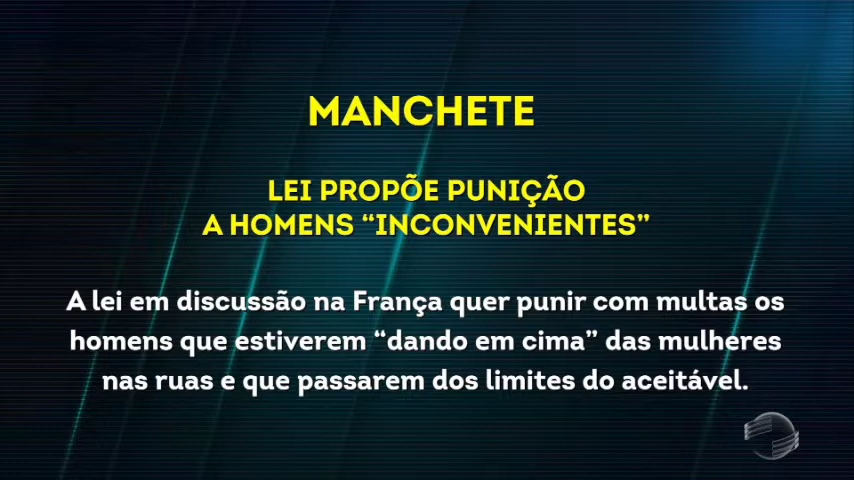 MANCHETE
LEI PROPÕE PUNIÇÃO
A HOMENS “INCONVENIENTES”
A lei em discussão na França quer punir com multas os
homens que estiverem “dando em cima” das mulheres
nas ruas e que passarem dos limites do aceitável.